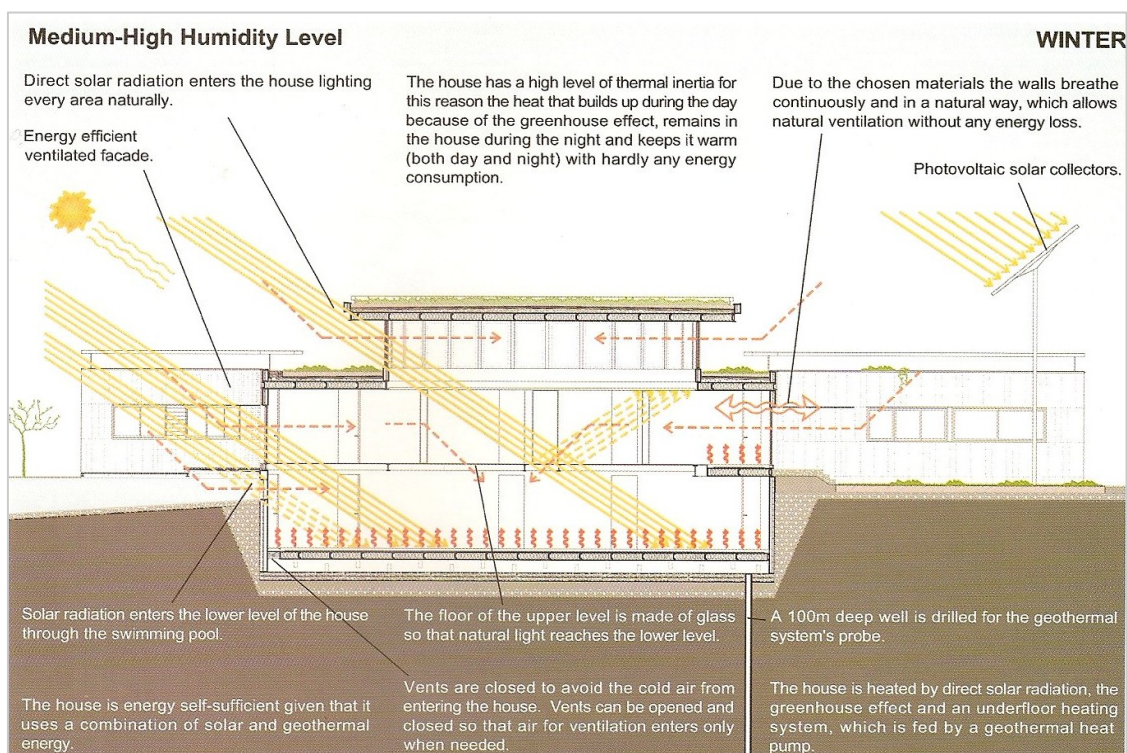 Medium-High Humidity Level
WINTER
Direct solar radiation enters the house lighting
every area naturally.
Energy efficient
ventilated facade.
The house has a high level of thermal inertia for
this reason the heat that builds up during the day
because of the greenhouse effect, remains in
the house during the night and keeps it warm
(both day and night) with hardly any energy
consumption.
Due to the chosen materials the walls breathe
continuously and in a natural way, which allows
natural ventilation without any energy loss.
Photovoltaic solar collectors.
Solar radiation enters the lower level of the house
through the swimming pool.
The floor of the upper level is made of glass
so that natural light reaches the lower level.
A 100m deep well is drilled for the geothermal
system's probe.
The house is energy self-sufficient given that it
uses a combination of solar and geothermal
energy.
Vents are closed to avoid the cold air from
entering the house. Vents can be opened and
closed so that air for ventilation enters only
when needed.
The house is heated by direct solar radiation, the
greenhouse effect and an underfloor heating
system, which is fed by a geothermal heat
pump.